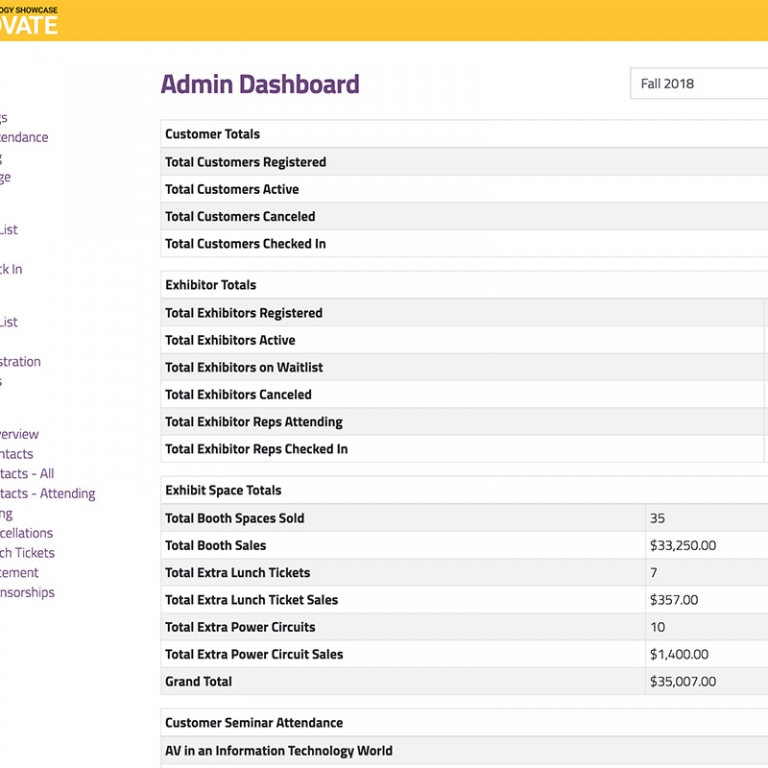 OGY SHOWCASE
OVATE
Admin Dashboard
Fall 2018
gs
tendance
g
ge
List
ck In
List
stration
s
verview
ntacts
tacts - All
tacts - Attending
ng
cellations
ch Tickets
tement
nsorships
Customer Totals
Total Customers Registered
Total Customers Active
Total Customers Canceled
Total Customers Checked In
Exhibitor Totals
Total Exhibitors Registered
Total Exhibitors Active
Total Exhibitors on Waitlist
Total Exhibitors Canceled
Total Exhibitor Reps Attending
Total Exhibitor Reps Checked In
Exhibit Space Totals
Total Booth Spaces Sold 35
Total Booth Sales $33,250.00
Total Extra Lunch Tickets 7
Total Extra Lunch Ticket Sales $357.00
Total Extra Power Circuits 10
Total Extra Power Circuit Sales $1,400.00
Grand Total $35,007.00
Customer Seminar Attendance
AV in an Information Technology World